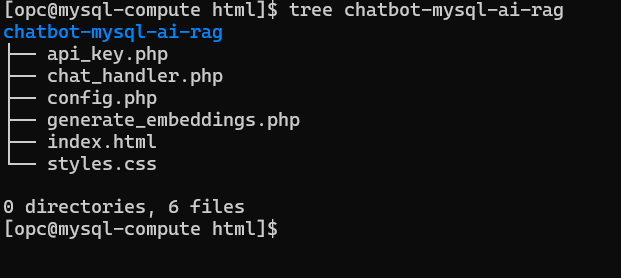 [opc@mysql-compute html]$ tree chatbot-mysql-ai-rag
chatbot-mysql-ai-rag
├── api_key.php
├── chat_handler.php
├── config.php
├── generate_embeddings.php
├── index.html
└── styles.css

0 directories, 6 files
[opc@mysql-compute html]$